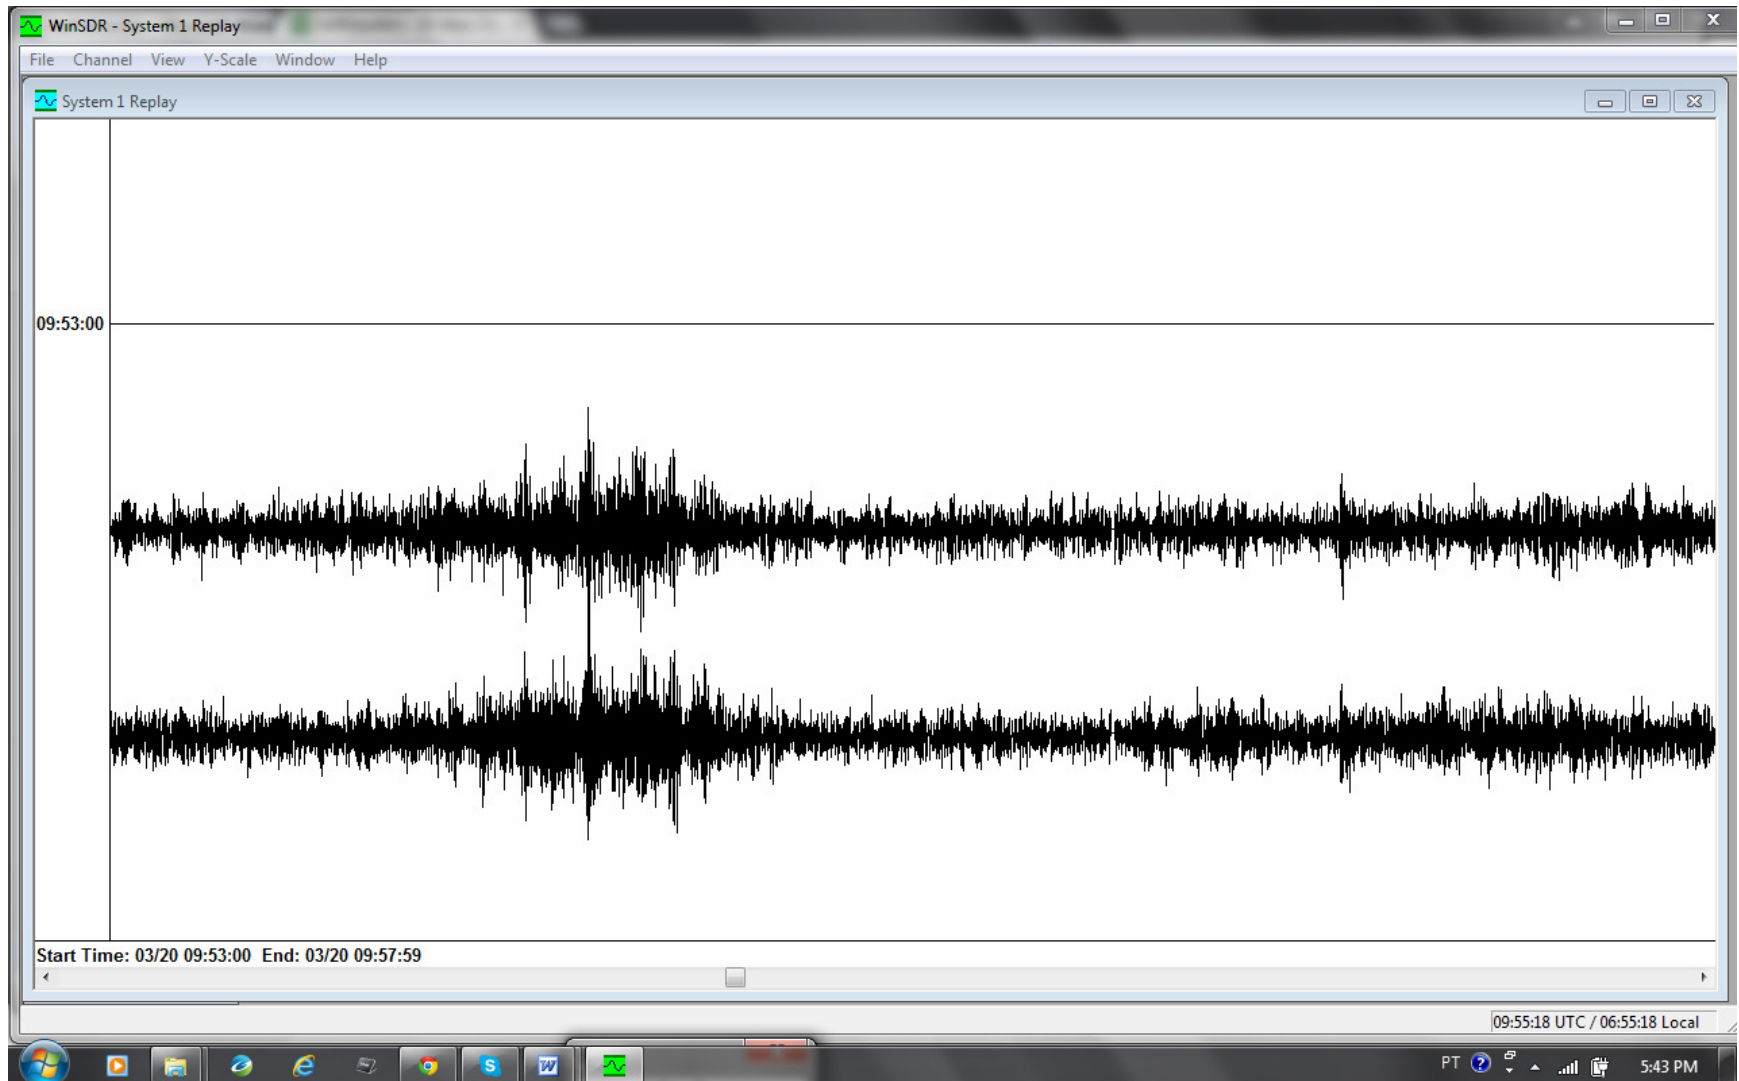 WinSDR - System 1 Replay
File Channel View Y-Scale Window Help
System 1 Replay
09:53:00
Start Time: 03/20 09:53:00 End: 03/20 09:57:59
09:55:18 UTC / 06:55:18 Local
PT 5:43 PM